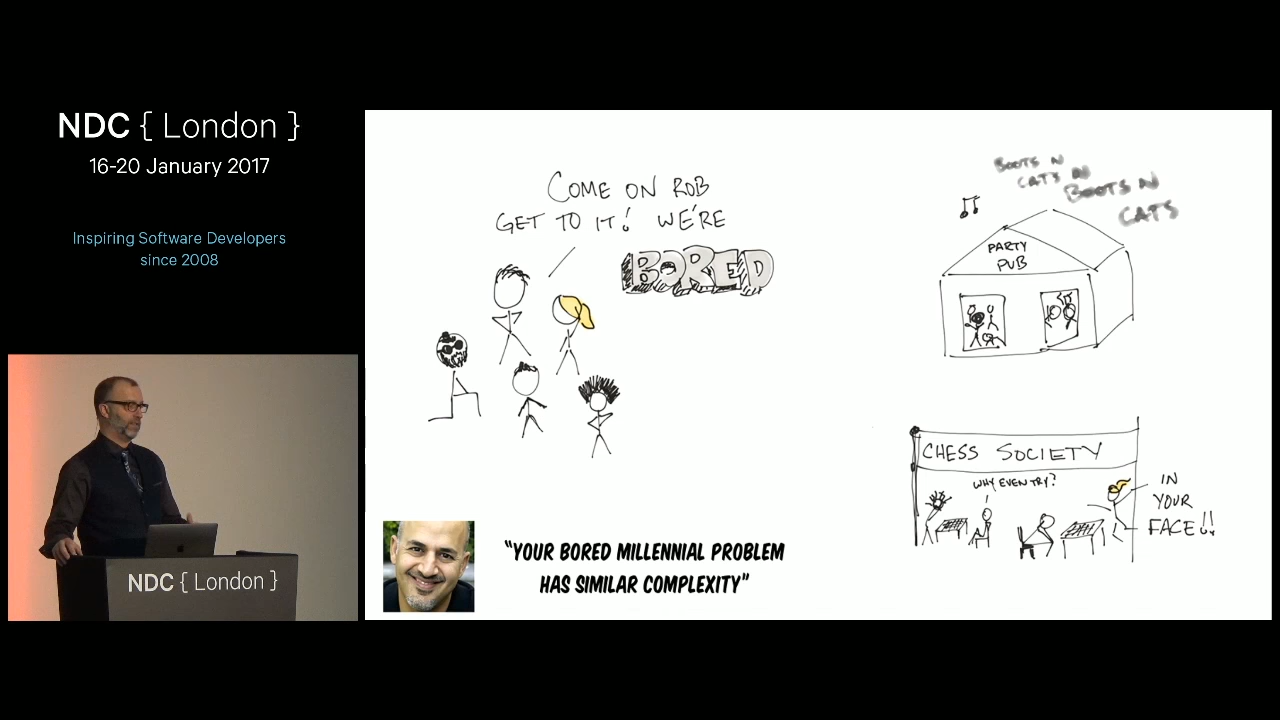 NDC { London }
16-20 January 2017
Inspiring Software Developers
since 2008
NDC { London }
COME ON ROB
GET TO IT! WE'RE
BORED
BOOTS N
CATS N
BOOTS N
CATS
PARTY
PUB
CHESS SOCIETY
WHY EVEN TRY?
IN
YOUR
FACE!!
"YOUR BORED MILLENNIAL PROBLEM
HAS SIMILAR COMPLEXITY"